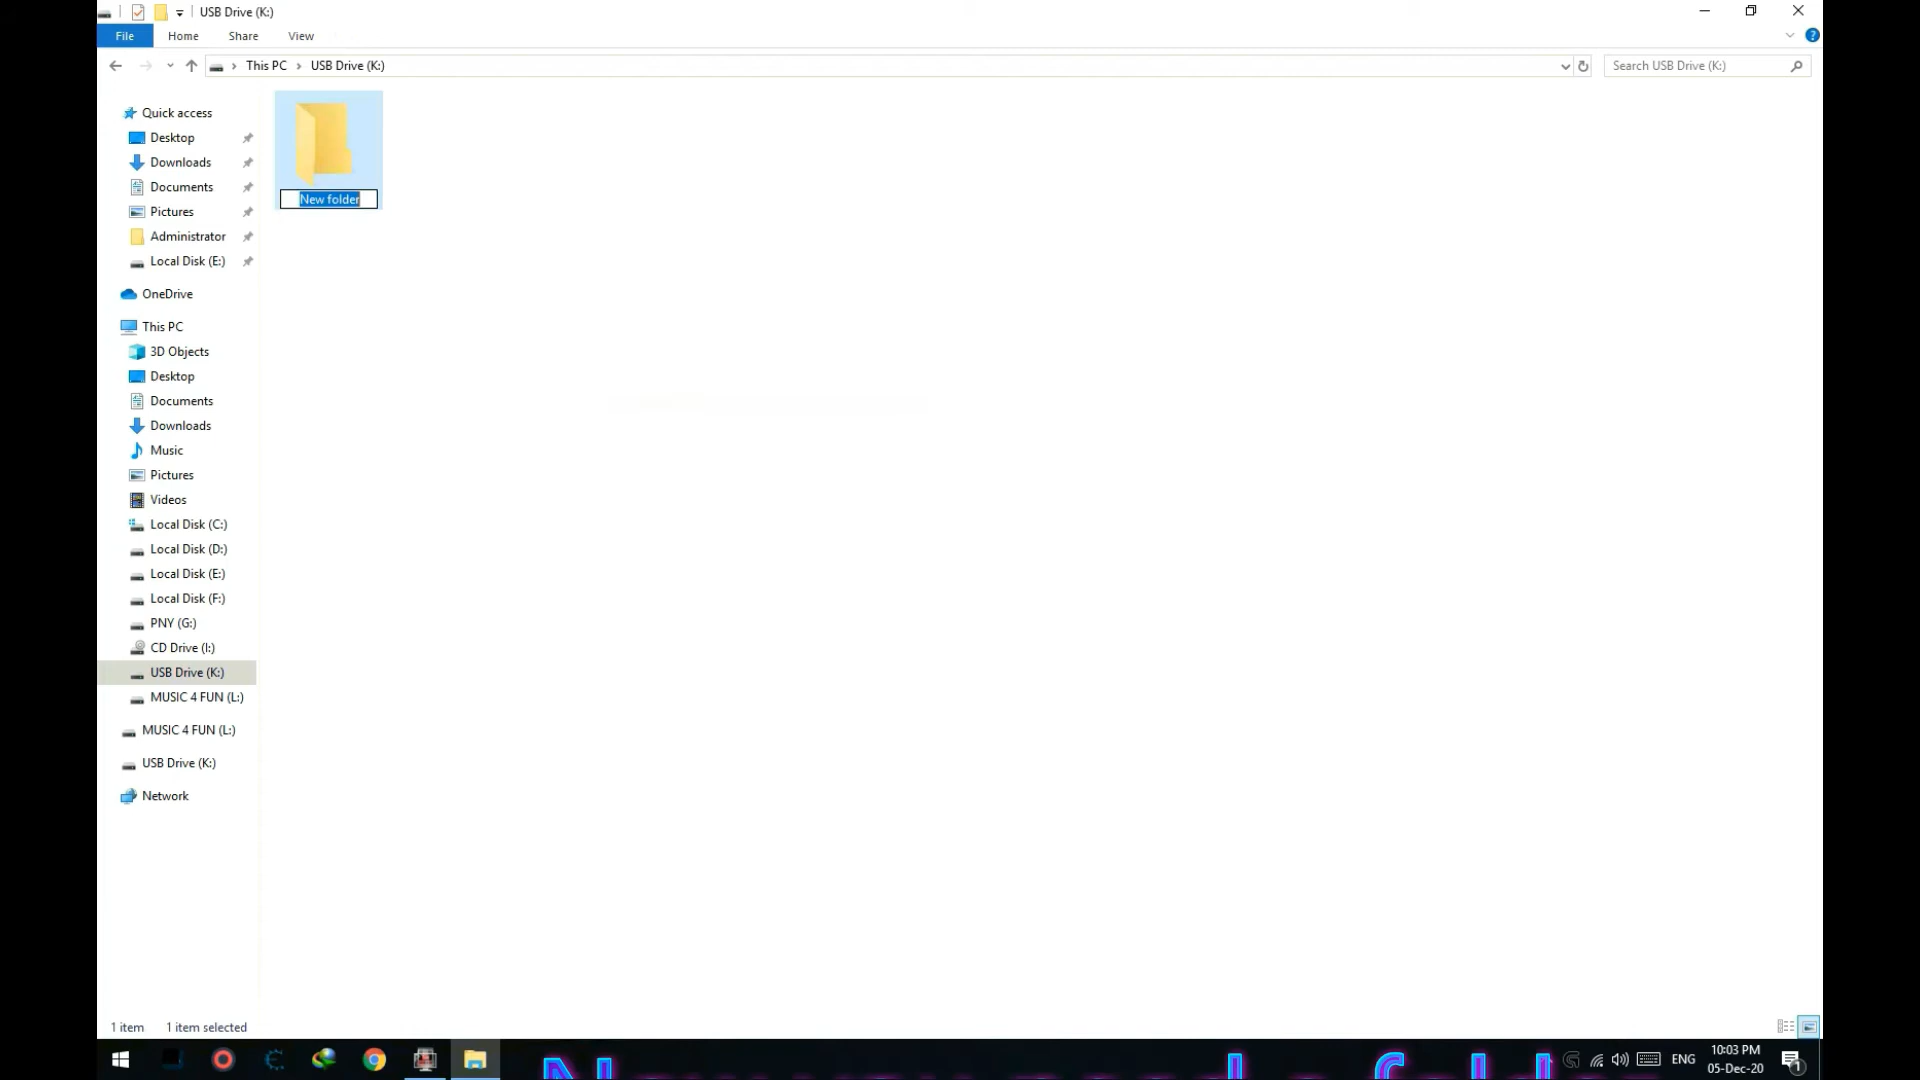 USB Drive (K:)
File Home Share View
This PC USB Drive (K:)
Search USB Drive (K:)
New folder
Quick access
Desktop
Downloads
Documents
Pictures
Administrator
Local Disk (E:)
OneDrive
This PC
3D Objects
Desktop
Documents
Downloads
Music
Pictures
Videos
Local Disk (C:)
Local Disk (D:)
Local Disk (E:)
Local Disk (F:)
PNY (G:)
CD Drive (I:)
USB Drive (K:)
MUSIC 4 FUN (L:)
MUSIC 4 FUN (L:)
USB Drive (K:)
Network
1 item 1 item selected
ENG
10:03 PM
05-Dec-20
1